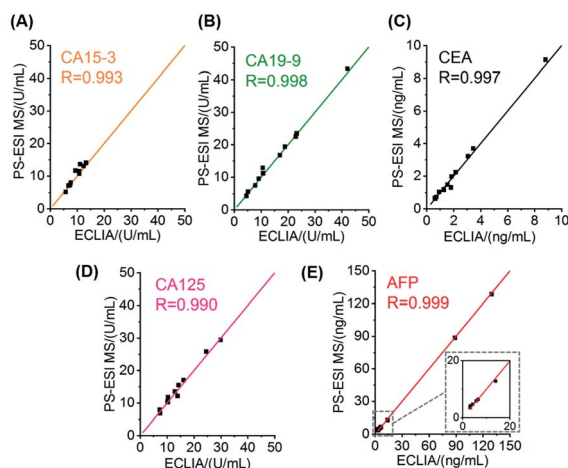 (A)
CA15-3
R=0.993
PS-ESI MS/(U/mL)
50
40
30
20
10
0
0 10 20 30 40 50
ECLIA/(U/mL)
(B)
CA19-9
R=0.998
PS-ESI MS/(U/mL)
50
40
30
20
10
0
0 10 20 30 40 50
ECLIA/(U/mL)
(C)
CEA
R=0.997
PS-ESI MS/(ng/mL)
10
8
6
4
2
0
0 2 4 6 8 10
ECLIA/(ng/mL)
(D)
CA125
R=0.990
PS-ESI MS/(U/mL)
50
40
30
20
10
0
0 10 20 30 40 50
ECLIA/(U/mL)
(E)
AFP
R=0.999
PS-ESI MS/(ng/mL)
150
120
90
60
30
0
0 30 60 90 120 150
ECLIA/(ng/mL)
20
0
0 20